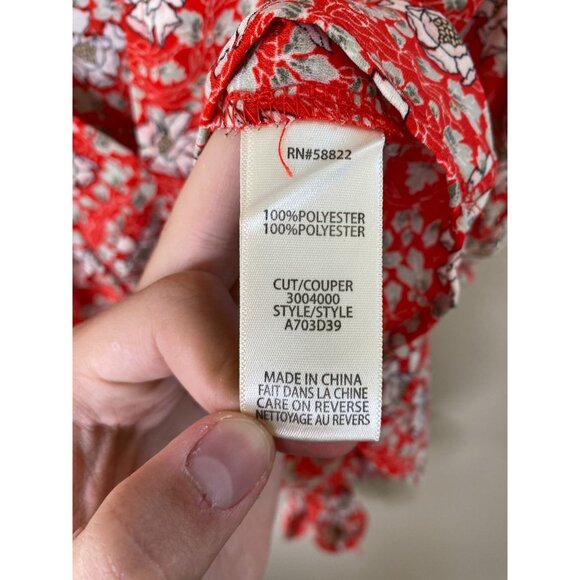 RN#58822
100%POLYESTER
100%POLYESTER
CUT/COUPER
3004000
STYLE/STYLE
A703D39
MADE IN CHINA
FAIT DANS LA CHINE
CARE ON REVERSE
NETTOYAGE AU REVERS